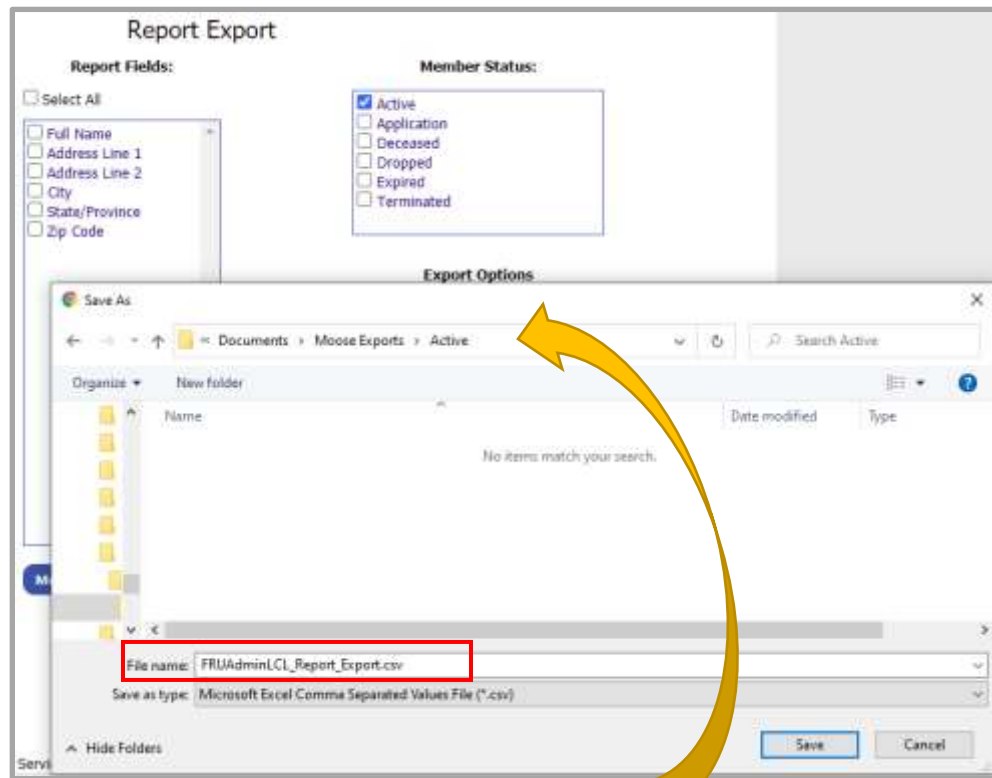 Report Export
Report Fields:
Member Status:
Select All
Full Name
Address Line 1
Address Line 2
City
State/Province
Zip Code
Active
Application
Deceased
Dropped
Expired
Terminated
Export Options
Save As
« Documents › Moose Exports › Active
Search Active
Organize
New folder
Name
Date modified
Type
No items match your search.
File name: FRUAdminLCL_Report_Export.csv
Save as type: Microsoft Excel Comma Separated Values File (*.csv)
Hide Folders
Save
Cancel